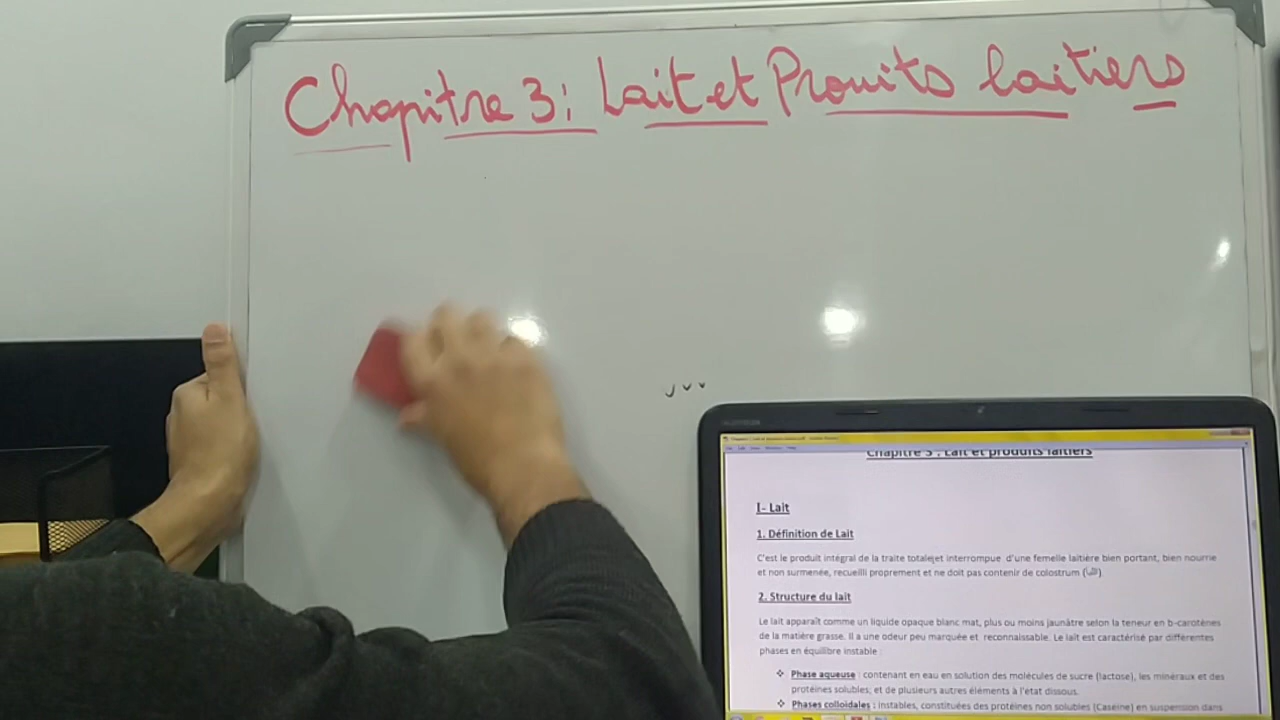 Chapitre 3: Lait et Prouits laitiers
Chapitre 3 : Lait et produits laitiers
I- Lait
1. Définition de Lait
C'est le produit intégral de la traite totalejet interrompue d'une femelle laitière bien portant, bien nourrie
et non surmenée, recueilli proprement et ne doit pas contenir de colostrum (اللبأ)
2. Structure du lait
Le lait apparaît comme un liquide opaque blanc mat, plus ou moins jaunâtre selon la teneur en b-carotènes
de la matière grasse. Il a une odeur peu marquée et reconnaissable. Le lait est caractérisé par différentes
phases en équilibre instable :
❖ Phase aqueuse : contenant en eau en solution des molécules de sucre (lactose), les minéraux et des
protéines solubles; et de plusieurs autres éléments à l'état dissous.
❖ Phases colloïdales : instables, constituées des protéines non solubles (Caséine) en suspension dans